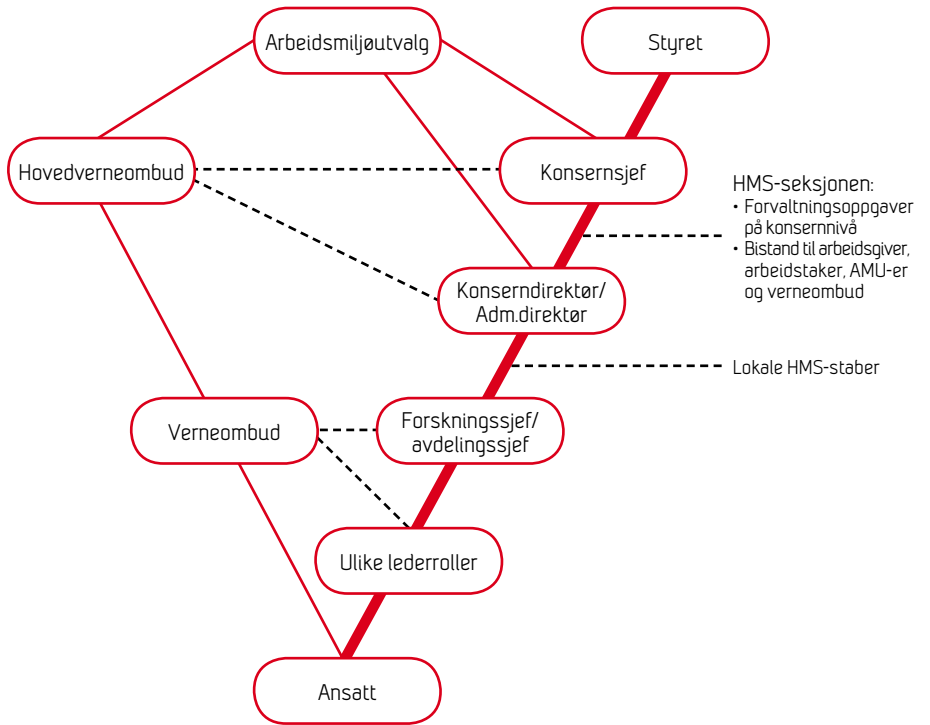 Arbeidsmiljøutvalg
Styret
Hovedverneombud
Konsernsjef
HMS-seksjonen:
• Forvaltningsoppgaver
på konsernnivå
• Bistand til arbeidsgiver,
arbeidstaker, AMU-er
og verneombud
Konserndirektør/
Adm.direktør
Lokale HMS-staber
Verneombud
Forskningssjef/
avdelingssjef
Ulike lederroller
Ansatt